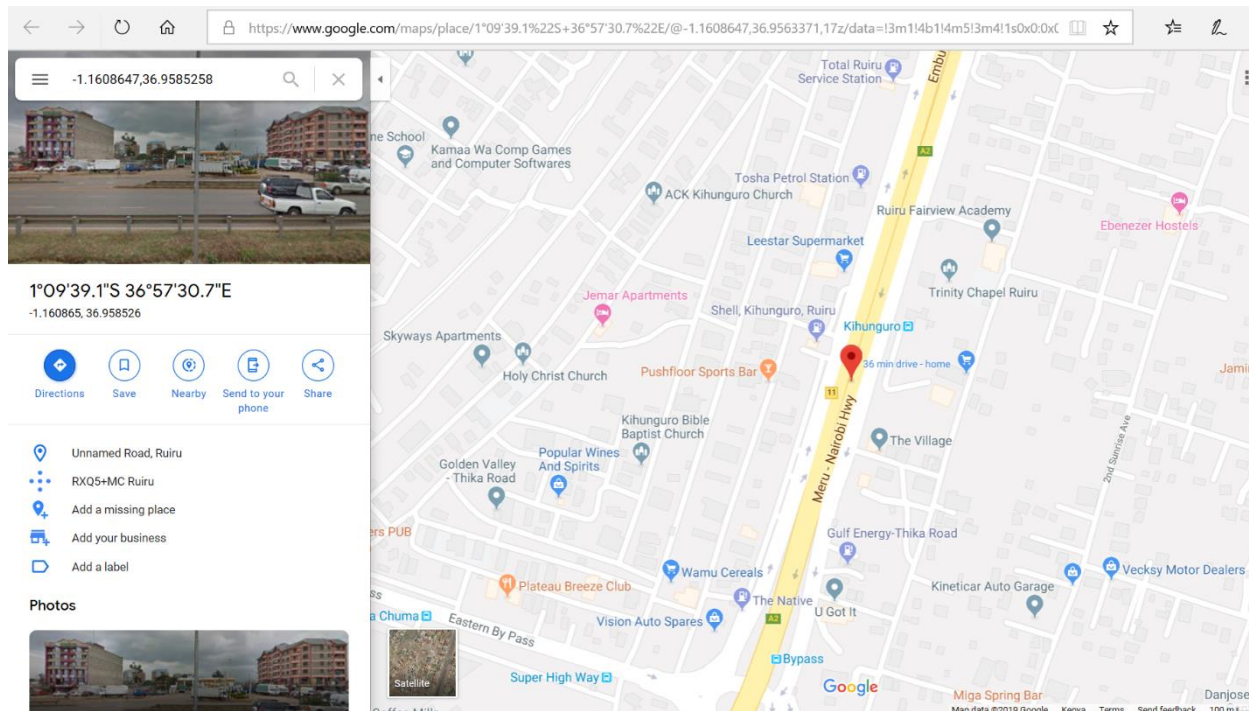 https://www.google.com/maps/place/1°09'39.1%22S+36°57'30.7%22E/@-1.1608647,36.9563371,17z/data=!3m1!4b1!4m5!3m4!1s0x0:0x0
-1.1608647,36.9585258
1°09'39.1"S 36°57'30.7"E
-1.160865, 36.958526
Directions
Save
Nearby
Send to your
phone
Share
Unnamed Road, Ruiru
RXQ5+MC Ruiru
Add a missing place
Add your business
Add a label
Photos
Total Ruiru
Service Station
Embu
ne School
Kamaa Wa Comp Games
and Computer Softwares
A2
Tosha Petrol Station
ACK Kihunguro Church
Ruiru Fairview Academy
Ebenezer Hostels
Leestar Supermarket
Trinity Chapel Ruiru
Jemar Apartments
Shell, Kihunguro, Ruiru
Kihunguro
Skyways Apartments
36 min drive - home
Holy Christ Church
Pushfloor Sports Bar
Jami
11
Meru - Nairobi Hwy
2nd Sunrise Ave
Kihunguro Bible
Baptist Church
The Village
Popular Wines
And Spirits
Golden Valley
- Thika Road
ers PUB
Gulf Energy-Thika Road
Wamu Cereals
Vecksy Motor Dealers
Plateau Breeze Club
Kineticar Auto Garage
ss
The Native
U Got It
a Chuma
Eastern By Pass
Vision Auto Spares
A2
Bypass
Satellite
Super High Way
Google
Miga Spring Bar
Danjose
Map data ©2019 Google Kenya Terms Send feedback 100 m